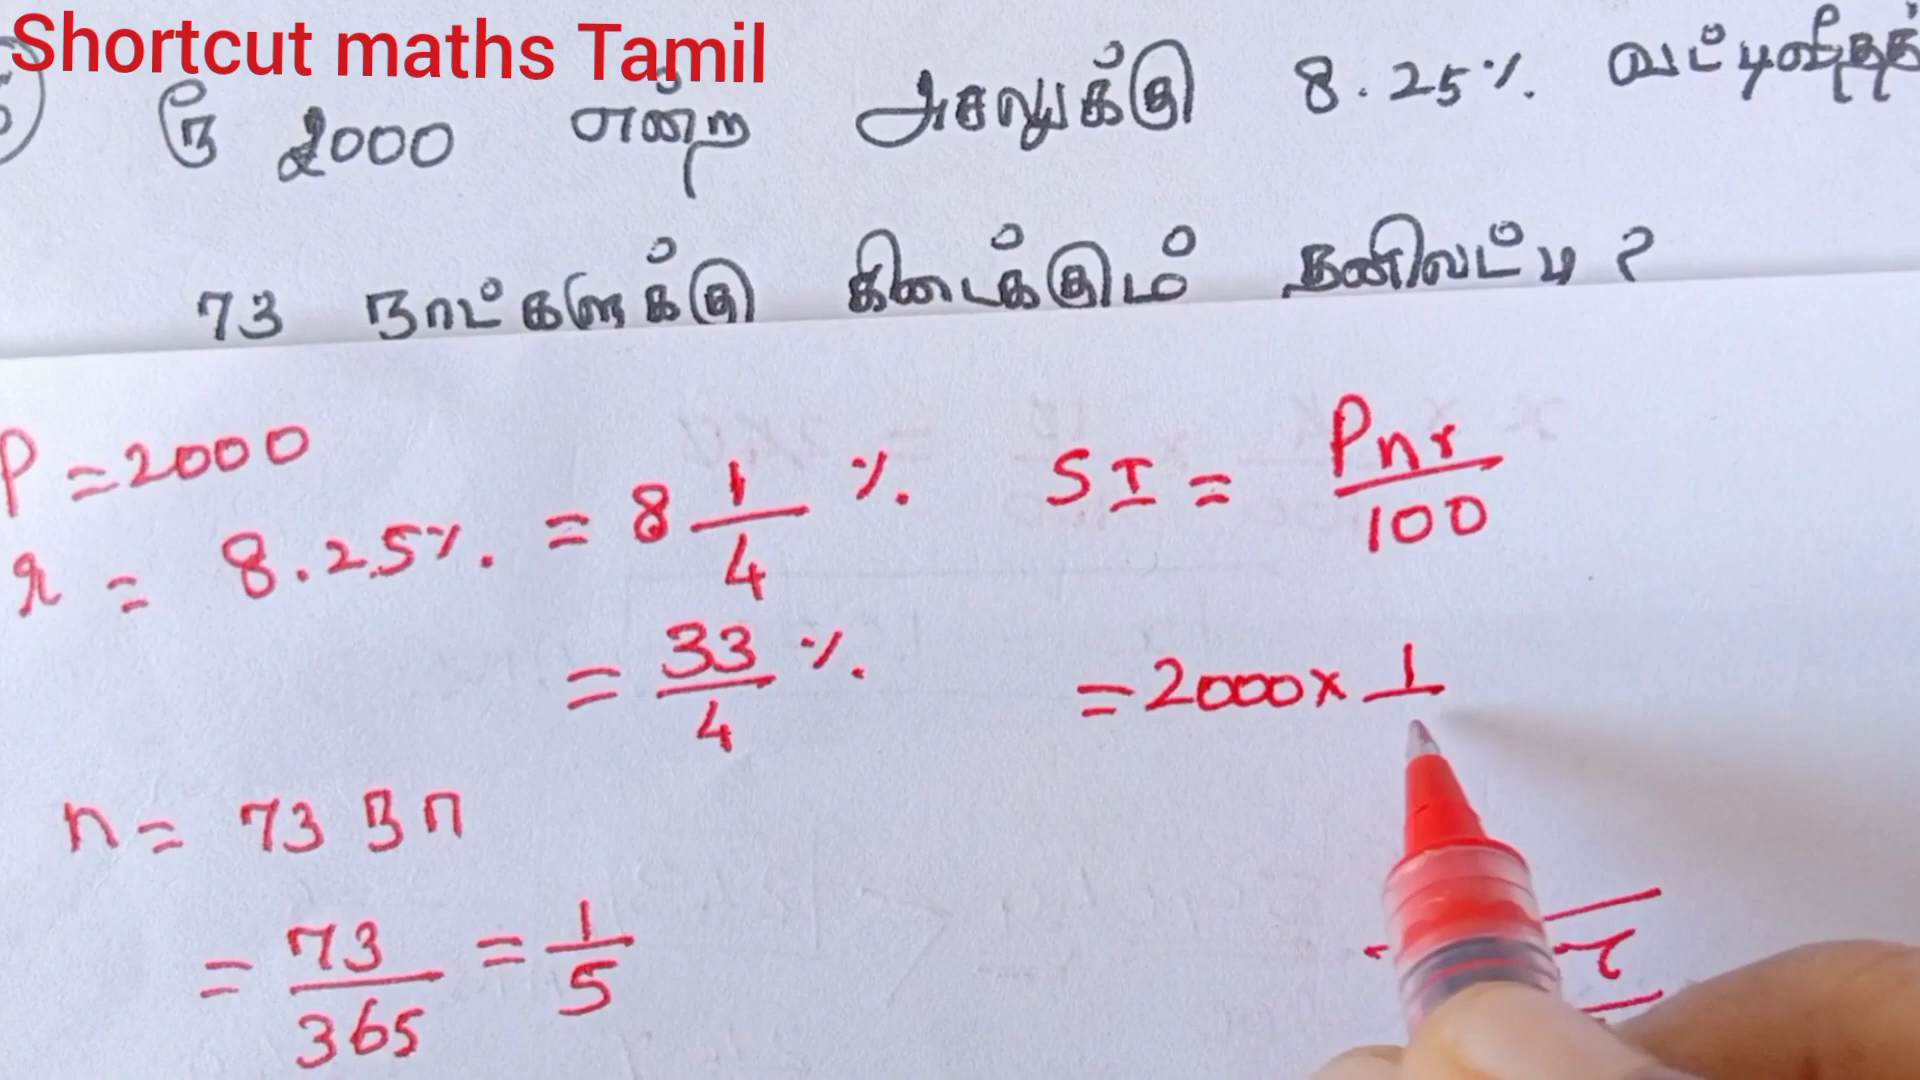 Shortcut maths Tamil
ரூ 2000 என்ற அசலுக்கு 8.25% வட்டிவீதத்
73 நாட்களுக்கு கிடைக்கும் தனிவட்டி ?
P = 2000
r = 8.25% = 8 1/4 %
= 33/4 %
n = 73 நா
= 73/365 = 1/5
SI = Pnr/100
= 2000 × 1